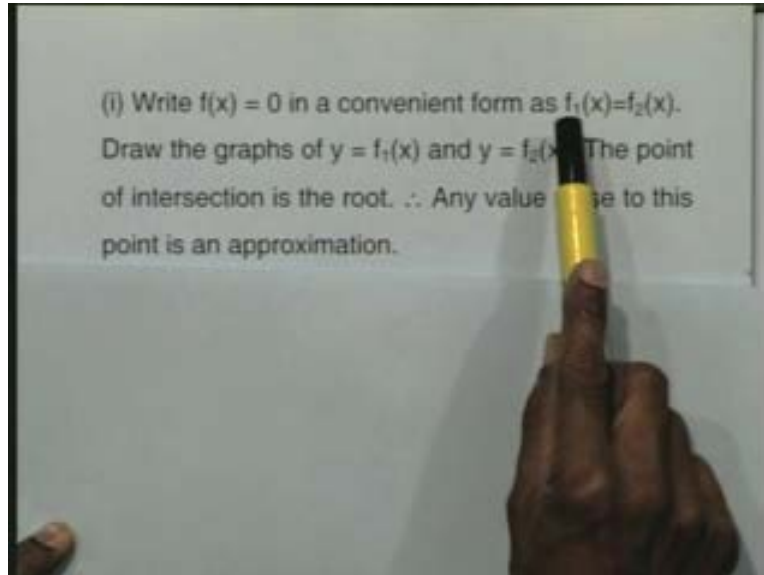 (i) Write f(x) = 0 in a convenient form as f₁(x)=f₂(x).
Draw the graphs of y = f₁(x) and y = f₂(x The point
of intersection is the root. ∴ Any value se to this
point is an approximation.